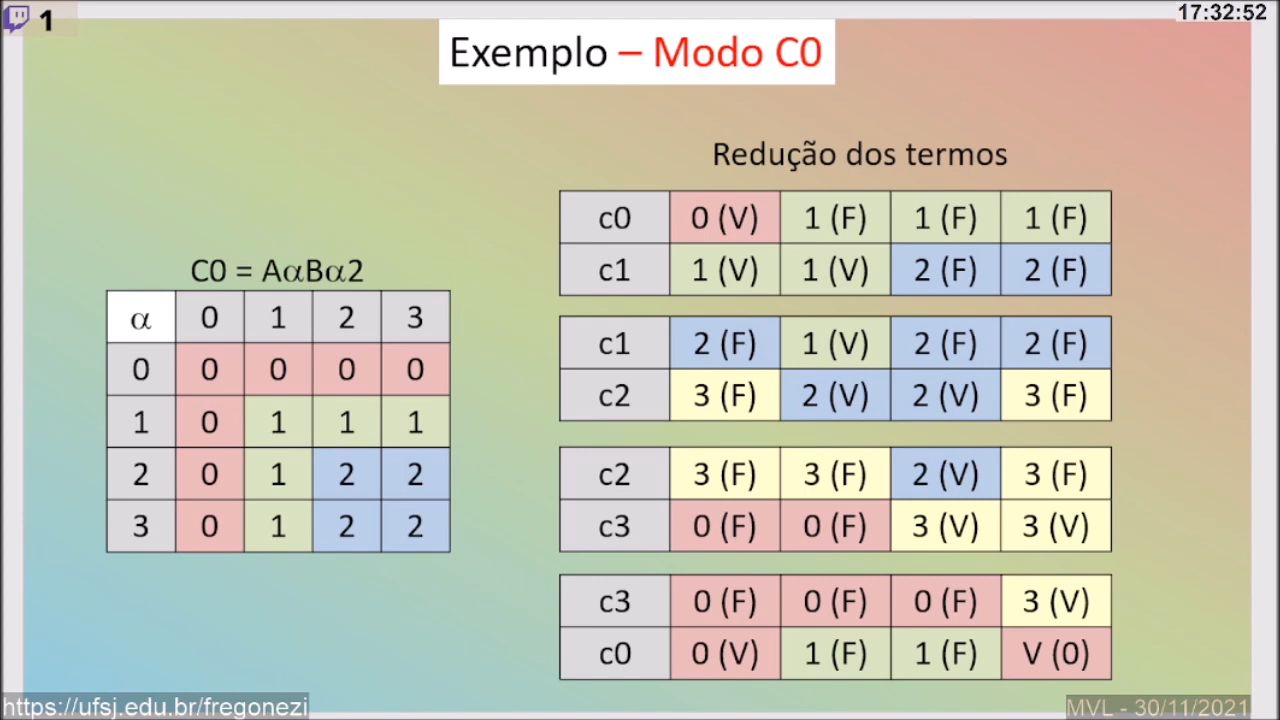 1
17:32:52
Exemplo – Modo C0
Redução dos termos
c0 0 (V) 1 (F) 1 (F) 1 (F)
c1 1 (V) 1 (V) 2 (F) 2 (F)
c1 2 (F) 1 (V) 2 (F) 2 (F)
c2 3 (F) 2 (V) 2 (V) 3 (F)
c2 3 (F) 3 (F) 2 (V) 3 (F)
c3 0 (F) 0 (F) 3 (V) 3 (V)
c3 0 (F) 0 (F) 0 (F) 3 (V)
c0 0 (V) 1 (F) 1 (F) V (0)
C0 = AαBα2
α 0 1 2 3
0 0 0 0 0
1 0 1 1 1
2 0 1 2 2
3 0 1 2 2
https://ufsj.edu.br/fregonezi
MVL - 30/11/2021